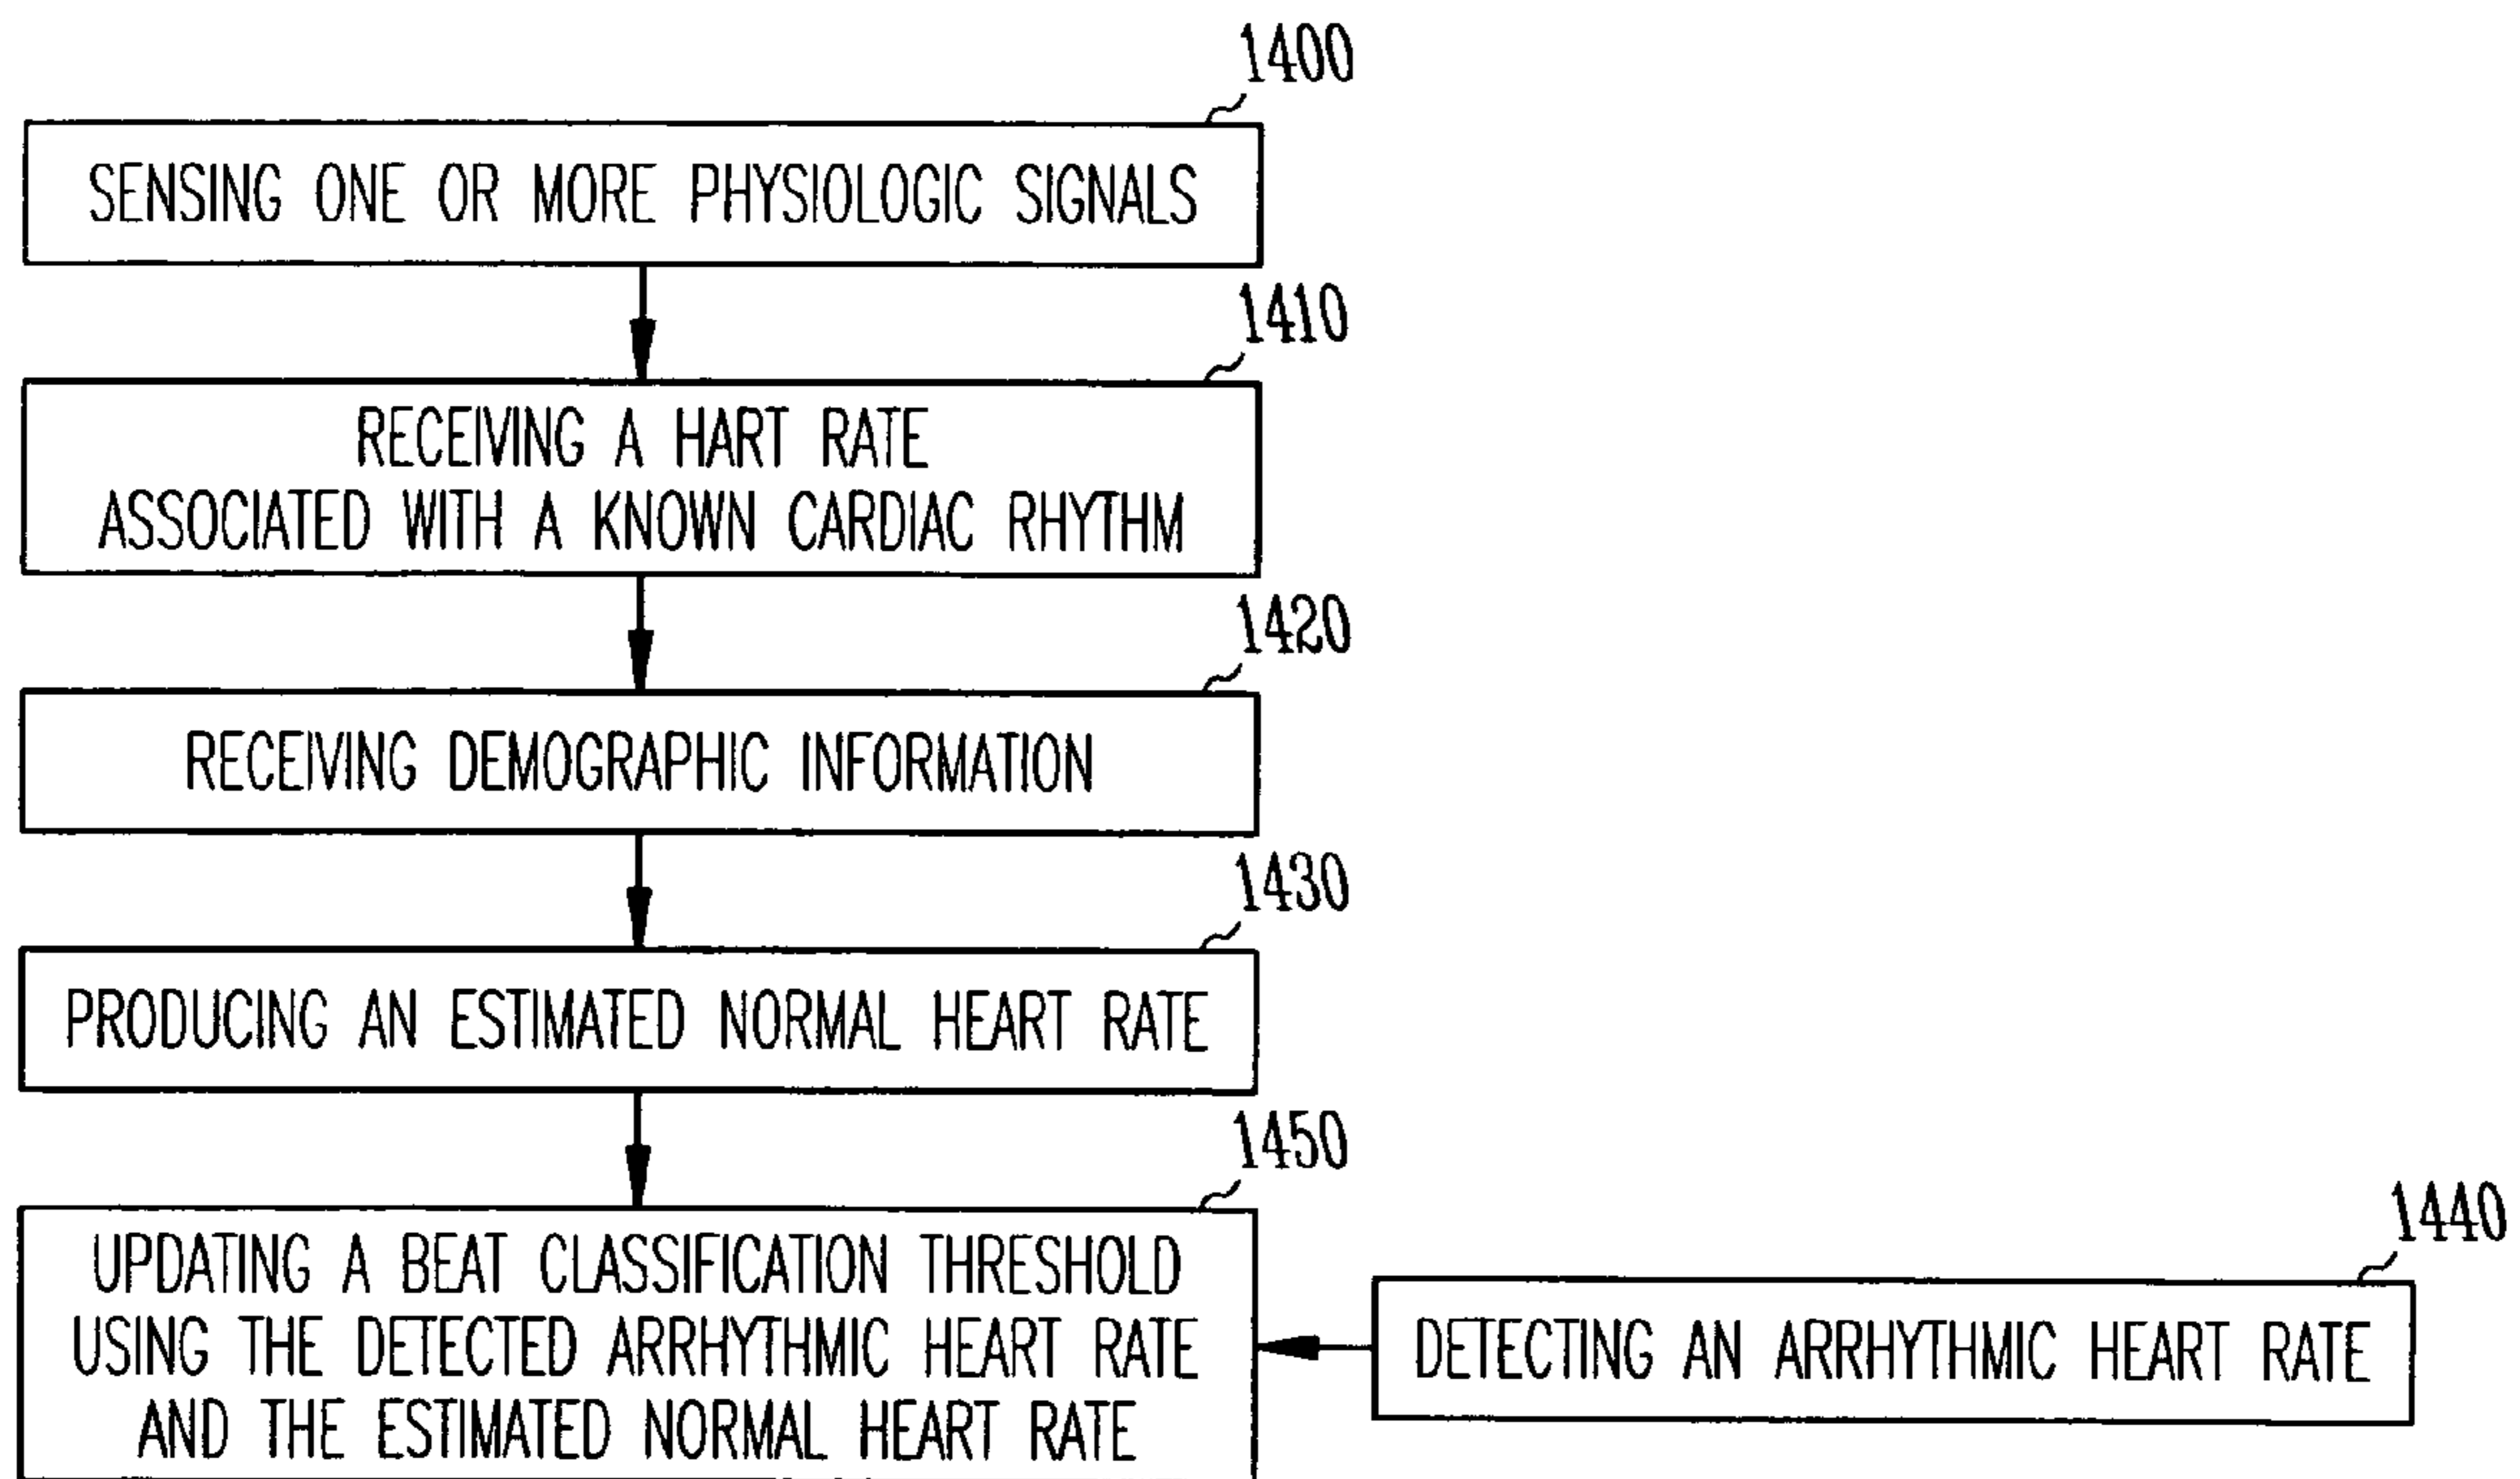 1400
SENSING ONE OR MORE PHYSIOLOGIC SIGNALS
1410
RECEIVING A HART RATE
ASSOCIATED WITH A KNOWN CARDIAC RHYTHM
1420
RECEIVING DEMOGRAPHIC INFORMATION
1430
PRODUCING AN ESTIMATED NORMAL HEART RATE
1450
UPDATING A BEAT CLASSIFICATION THRESHOLD
USING THE DETECTED ARRHYTHMIC HEART RATE
AND THE ESTIMATED NORMAL HEART RATE
1440
DETECTING AN ARRHYTHMIC HEART RATE